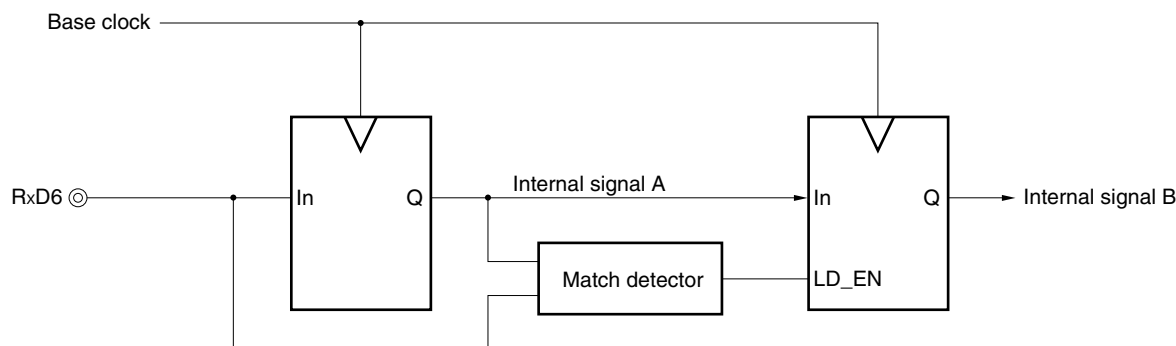 Base clock
RxD6
In
Q
Internal signal A
In
Q
Internal signal B
Match detector
LD_EN